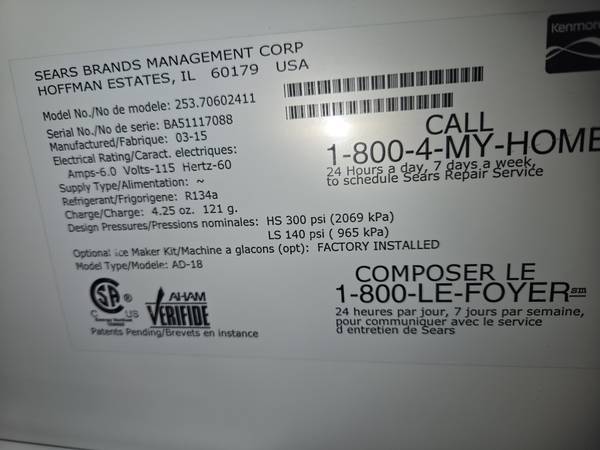 SEARS BRANDS MANAGEMENT CORP
HOFFMAN ESTATES, IL 60179 USA
Kenmore
Model No./No de modele: 253.70602411
Serial No./No de serie: BA51117088
Manufactured/Fabrique: 03-15
Electrical Rating/Caract. electriques:
Amps-6.0 Volts-115 Hertz-60
Supply Type/Alimentation: ~
Refrigerant/Frigorigene: R134a
Charge/Charge: 4.25 oz. 121 g.
Design Pressures/Pressions nominales: HS 300 psi (2069 kPa)
LS 140 psi ( 965 kPa)
Optional Ice Maker Kit/Machine a glacons (opt): FACTORY INSTALLED
Model Type/Modele: AD-18
CALL
1-800-4-MY-HOME
24 Hours a day, 7 days a week,
to schedule Sears Repair Service
COMPOSER LE
1-800-LE-FOYER sm
24 heures par jour, 7 jours par semaine,
pour communiquer avec le service
d entretien de Sears
C SA US
AHAM
VERIFIDE
Patents Pending/Brevets en instance